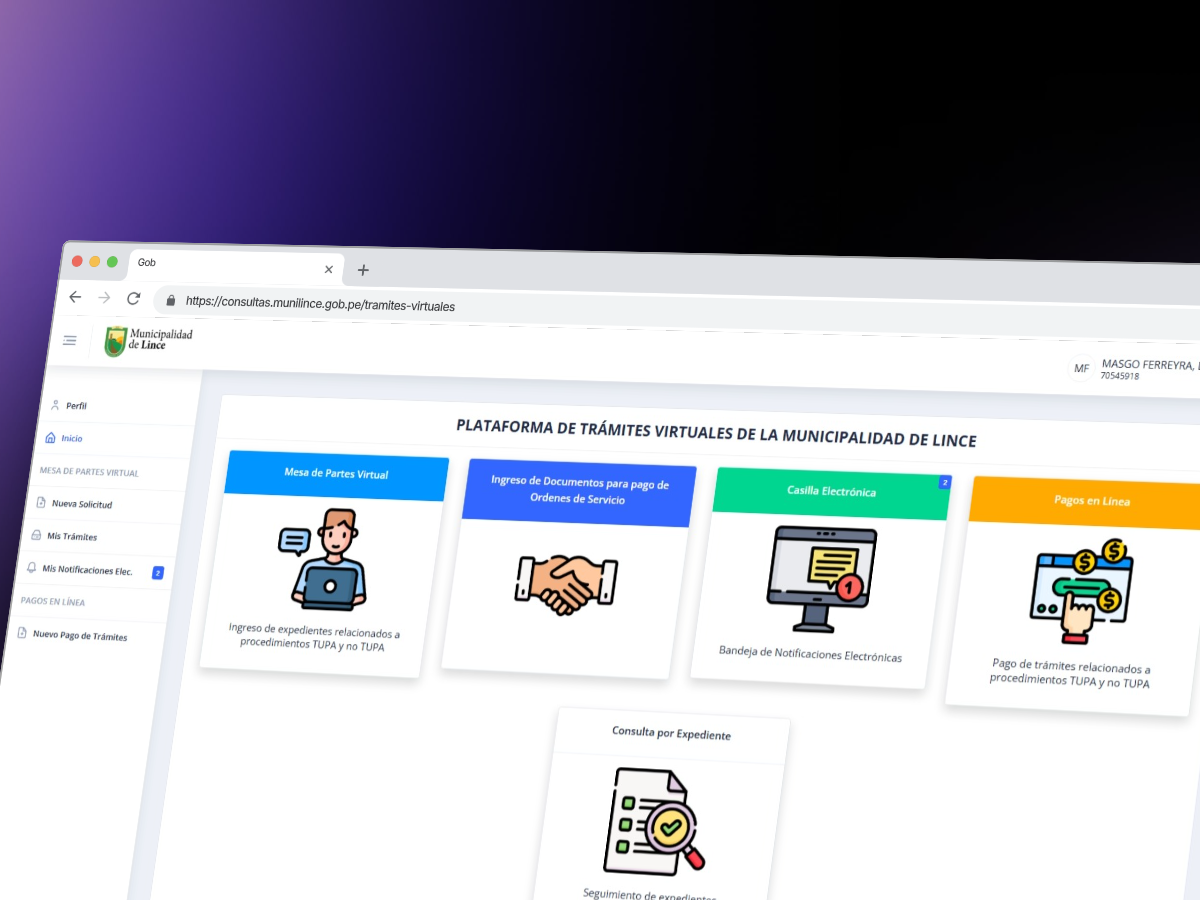 Gob
https://consultas.munilince.gob.pe/tramites-virtuales
Municipalidad
de Lince
MF
MASGO FERREYRA,
70545918
Perfil
Inicio
MESA DE PARTES VIRTUAL
Nueva Solicitud
Mis Trámites
Mis Notificaciones Elec.
2
PAGOS EN LÍNEA
Nuevo Pago de Trámites
PLATAFORMA DE TRÁMITES VIRTUALES DE LA MUNICIPALIDAD DE LINCE
Mesa de Partes Virtual
Ingreso de expedientes relacionados a
procedimientos TUPA y no TUPA
Ingreso de Documentos para pago de
Ordenes de Servicio
Casilla Electrónica
2
1
Bandeja de Notificaciones Electrónicas
Pagos en Línea
$
$
$
Pago de trámites relacionados a
procedimientos TUPA y no TUPA
Consulta por Expediente
Seguimiento de expedientes